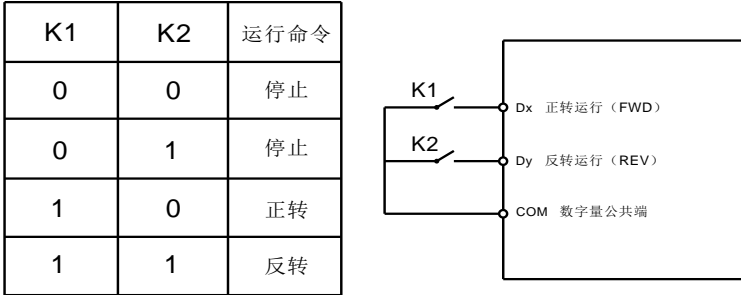 K1 K2 运行命令
0 0 停止
0 1 停止
1 0 正转
1 1 反转
K1
Dx 正转运行（FWD）
K2
Dy 反转运行（REV）
COM 数字量公共端